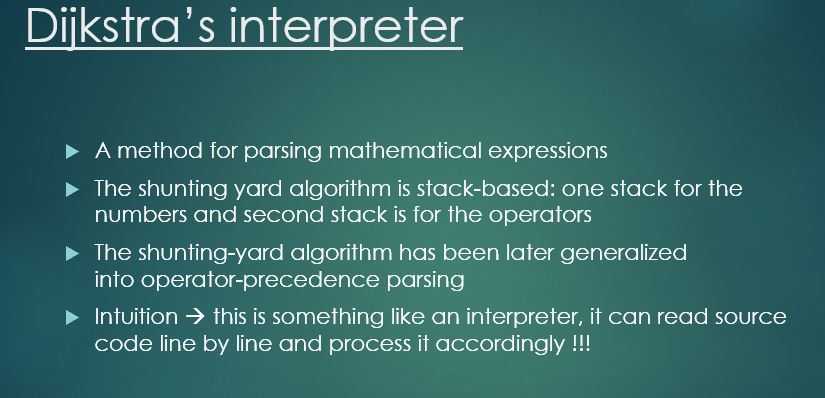 Dijkstra’s interpreter
A method for parsing mathematical expressions
The shunting yard algorithm is stack-based: one stack for the
numbers and second stack is for the operators
The shunting-yard algorithm has been later generalized
into operator-precedence parsing
Intuition → this is something like an interpreter, it can read source
code line by line and process it accordingly !!!